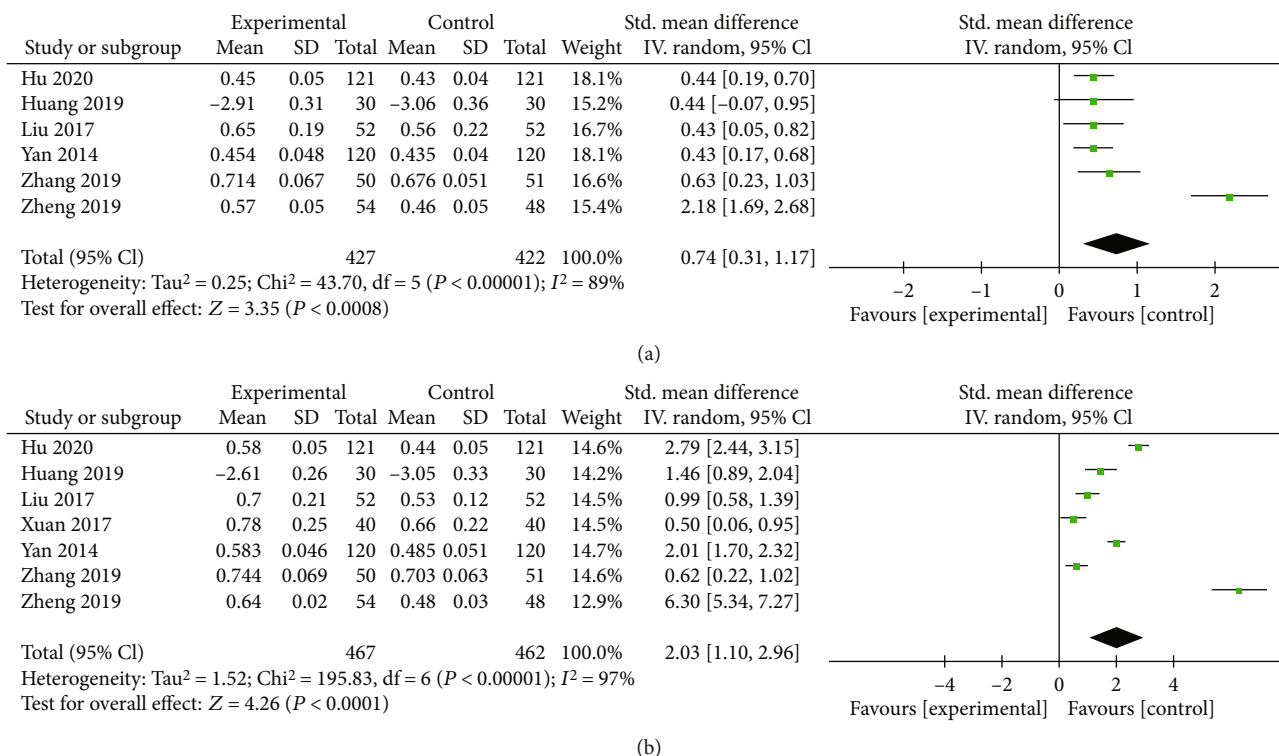 Experimental Control Std. mean difference Std. mean difference
Study or subgroup Mean SD Total Mean SD Total Weight IV. random, 95% Cl IV. random, 95% Cl
Hu 2020 0.45 0.05 121 0.43 0.04 121 18.1% 0.44 [0.19, 0.70]
Huang 2019 −2.91 0.31 30 −3.06 0.36 30 15.2% 0.44 [−0.07, 0.95]
Liu 2017 0.65 0.19 52 0.56 0.22 52 16.7% 0.43 [0.05, 0.82]
Yan 2014 0.454 0.048 120 0.435 0.04 120 18.1% 0.43 [0.17, 0.68]
Zhang 2019 0.714 0.067 50 0.676 0.051 51 16.6% 0.63 [0.23, 1.03]
Zheng 2019 0.57 0.05 54 0.46 0.05 48 15.4% 2.18 [1.69, 2.68]
Total (95% Cl) 427 422 100.0% 0.74 [0.31, 1.17]
Heterogeneity: Tau² = 0.25; Chi² = 43.70, df = 5 (P < 0.00001); I² = 89%
Test for overall effect: Z = 3.35 (P < 0.0008)
−2 −1 0 1 2
Favours [experimental] Favours [control]
(a)
Experimental Control Std. mean difference Std. mean difference
Study or subgroup Mean SD Total Mean SD Total Weight IV. random, 95% Cl IV. random, 95% Cl
Hu 2020 0.58 0.05 121 0.44 0.05 121 14.6% 2.79 [2.44, 3.15]
Huang 2019 −2.61 0.26 30 −3.05 0.33 30 14.2% 1.46 [0.89, 2.04]
Liu 2017 0.7 0.21 52 0.53 0.12 52 14.5% 0.99 [0.58, 1.39]
Xuan 2017 0.78 0.25 40 0.66 0.22 40 14.5% 0.50 [0.06, 0.95]
Yan 2014 0.583 0.046 120 0.485 0.051 120 14.7% 2.01 [1.70, 2.32]
Zhang 2019 0.744 0.069 50 0.703 0.063 51 14.6% 0.62 [0.22, 1.02]
Zheng 2019 0.64 0.02 54 0.48 0.03 48 12.9% 6.30 [5.34, 7.27]
Total (95% Cl) 467 462 100.0% 2.03 [1.10, 2.96]
Heterogeneity: Tau² = 1.52; Chi² = 195.83, df = 6 (P < 0.00001); I² = 97%
Test for overall effect: Z = 4.26 (P < 0.0001)
−4 −2 0 2 4
Favours [experimental] Favours [control]
(b)